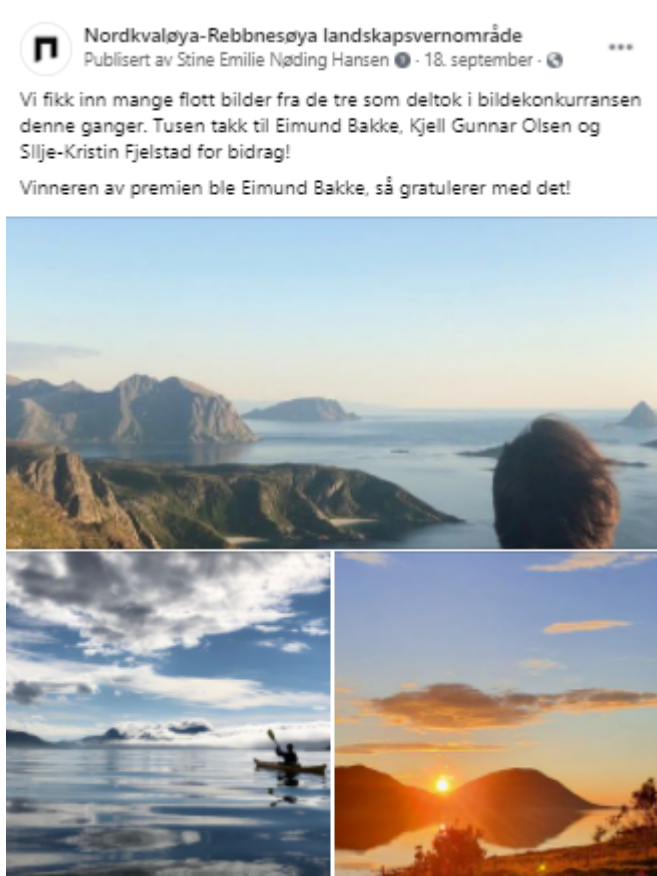 Nordkvaløya-Rebbnesøya landskapsvernområde
Publisert av Stine Emilie Nøding Hansen · 18. september ·
Vi fikk inn mange flott bilder fra de tre som deltok i bildekonkurransen
denne ganger. Tusen takk til Eimund Bakke, Kjell Gunnar Olsen og
SIlje-Kristin Fjelstad for bidrag!
Vinneren av premien ble Eimund Bakke, så gratulerer med det!